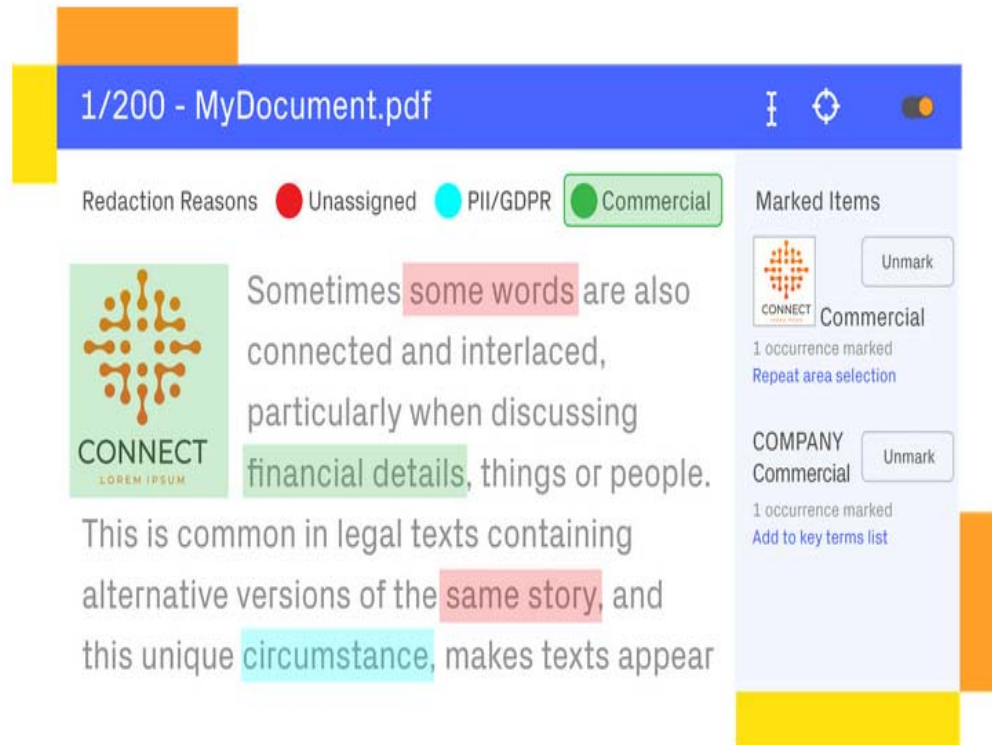 1/200 - MyDocument.pdf
Redaction Reasons Unassigned PII/GDPR Commercial
CONNECT
LOREM IPSUM
Sometimes some words are also
connected and interlaced,
particularly when discussing
financial details, things or people.
This is common in legal texts containing
alternative versions of the same story, and
this unique circumstance, makes texts appear
Marked Items
CONNECT
Unmark
Commercial
1 occurrence marked
Repeat area selection
COMPANY
Commercial
Unmark
1 occurrence marked
Add to key terms list